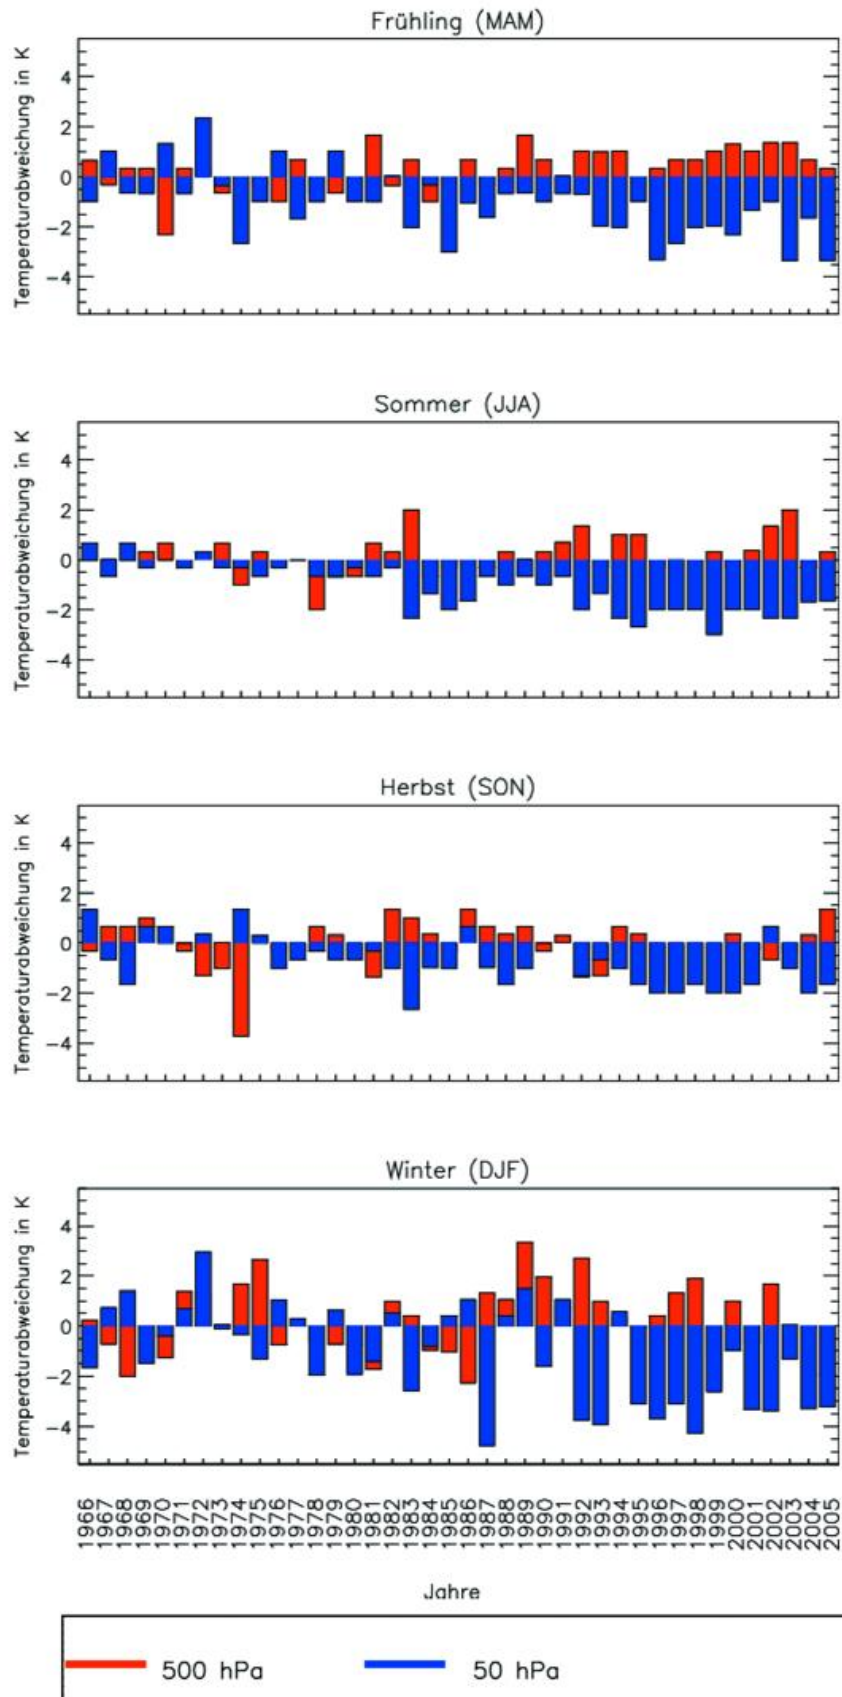 Frühling (MAM)
Temperaturabweichung in K
4
2
0
−2
−4
Sommer (JJA)
Temperaturabweichung in K
4
2
0
−2
−4
Herbst (SON)
Temperaturabweichung in K
4
2
0
−2
−4
Winter (DJF)
Temperaturabweichung in K
4
2
0
−2
−4
1966 1967 1968 1969 1970 1971 1972 1973 1974 1975 1976 1977 1978 1979 1980 1981 1982 1983 1984 1985 1986 1987 1988 1989 1990 1991 1992 1993 1994 1995 1996 1997 1998 1999 2000 2001 2002 2003 2004 2005
Jahre
500 hPa 50 hPa